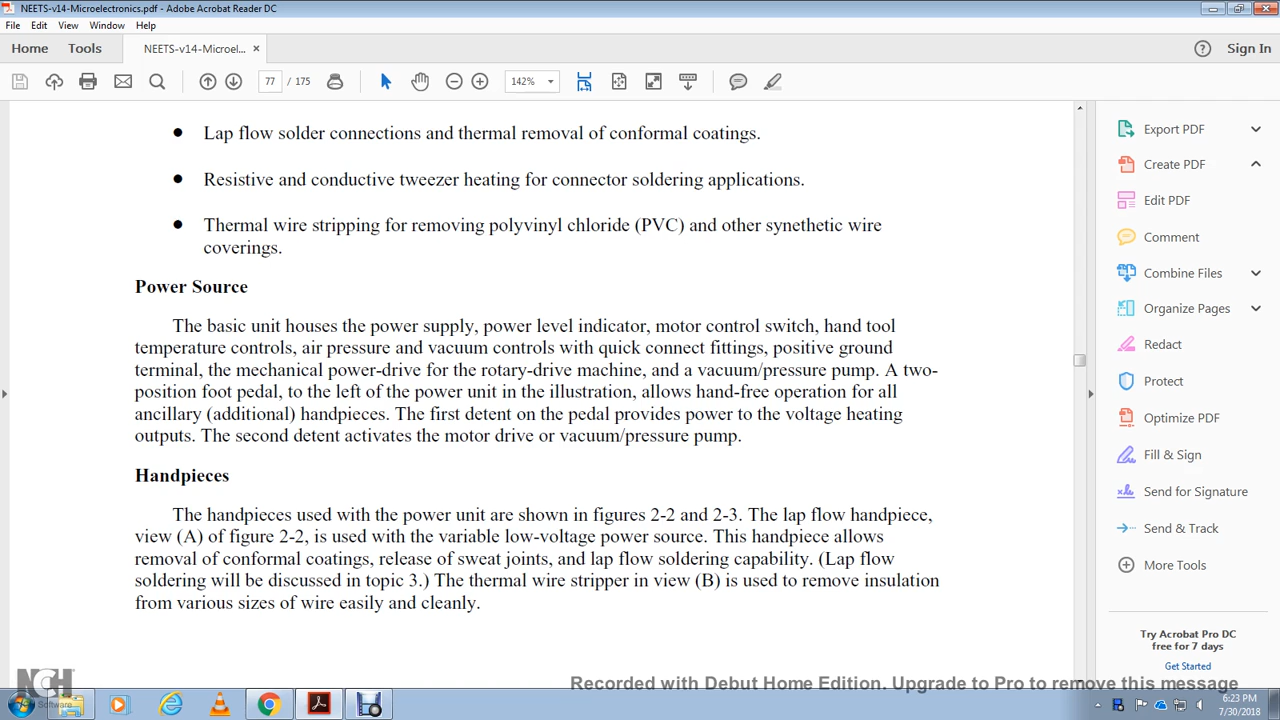 NEETS-v14-Microelectronics.pdf - Adobe Acrobat Reader DC
File Edit View Window Help
Home Tools NEETS-v14-Microel... × Sign In
77 / 175 142%
• Lap flow solder connections and thermal removal of conformal coatings.
• Resistive and conductive tweezer heating for connector soldering applications.
• Thermal wire stripping for removing polyvinyl chloride (PVC) and other synethetic wire
coverings.
Power Source
The basic unit houses the power supply, power level indicator, motor control switch, hand tool
temperature controls, air pressure and vacuum controls with quick connect fittings, positive ground
terminal, the mechanical power-drive for the rotary-drive machine, and a vacuum/pressure pump. A two-
position foot pedal, to the left of the power unit in the illustration, allows hand-free operation for all
ancillary (additional) handpieces. The first detent on the pedal provides power to the voltage heating
outputs. The second detent activates the motor drive or vacuum/pressure pump.
Handpieces
The handpieces used with the power unit are shown in figures 2-2 and 2-3. The lap flow handpiece,
view (A) of figure 2-2, is used with the variable low-voltage power source. This handpiece allows
removal of conformal coatings, release of sweat joints, and lap flow soldering capability. (Lap flow
soldering will be discussed in topic 3.) The thermal wire stripper in view (B) is used to remove insulation
from various sizes of wire easily and cleanly.
Export PDF
Create PDF
Edit PDF
Comment
Combine Files
Organize Pages
Redact
Protect
Optimize PDF
Fill & Sign
Send for Signature
Send & Track
More Tools
Try Acrobat Pro DC
free for 7 days
Get Started
NCH
Software
Recorded with Debut Home Edition. Upgrade to Pro to remove this message
6:23 PM
7/30/2018